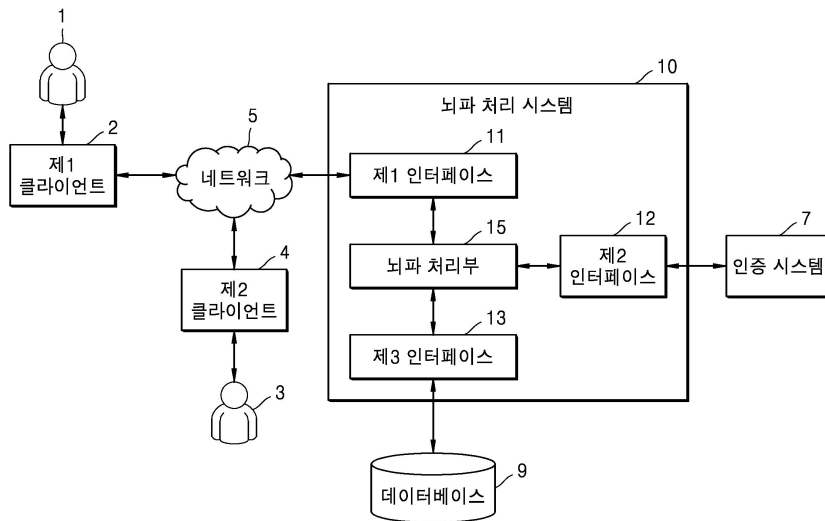 1
10
뇌파 처리 시스템
2
5
11
제1
클라이언트
네트워크
제1 인터페이스
15
12
7
4
뇌파 처리부
제2
인터페이스
인증 시스템
제2
클라이언트
13
제3 인터페이스
3
9
데이터베이스